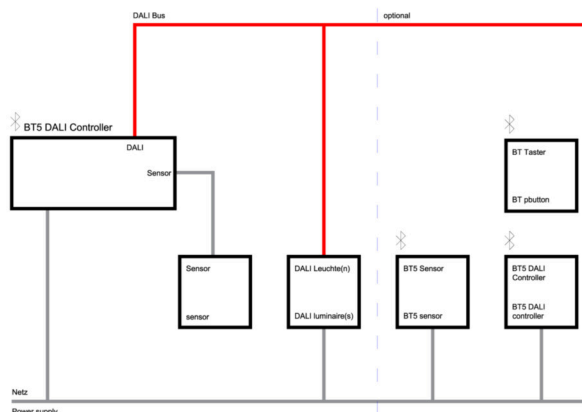 DALI Bus
optional
BT5 DALI Controller
DALI
Sensor
BT Taster
BT pbutton
Sensor
sensor
DALI Leuchte(n)
DALI luminaire(s)
BT5 Sensor
BT5 sensor
BT5 DALI
Controller
BT5 DALI
controller
Netz
Power supply